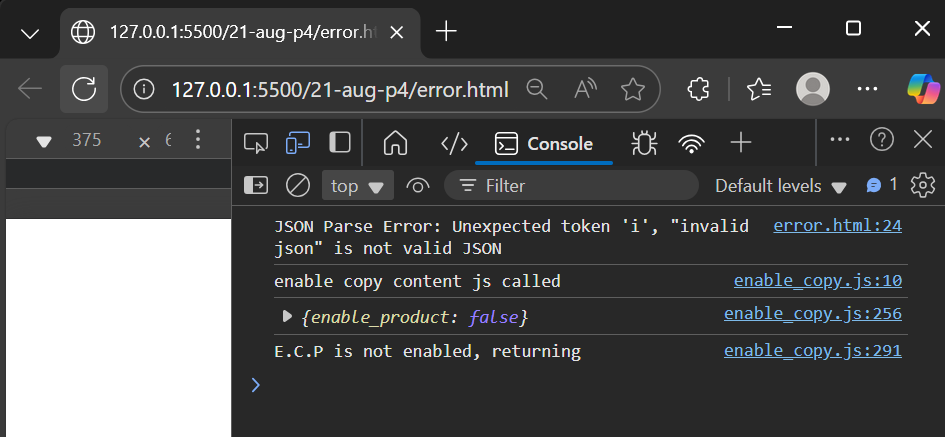 127.0.0.1:5500/21-aug-p4/error.ht
127.0.0.1:5500/21-aug-p4/error.html
375 × 6
Console
top
Filter
Default levels
1
JSON Parse Error: Unexpected token 'i', "invalid error.html:24
json" is not valid JSON
enable copy content js called enable_copy.js:10
{enable_product: false} enable_copy.js:256
E.C.P is not enabled, returning enable_copy.js:291